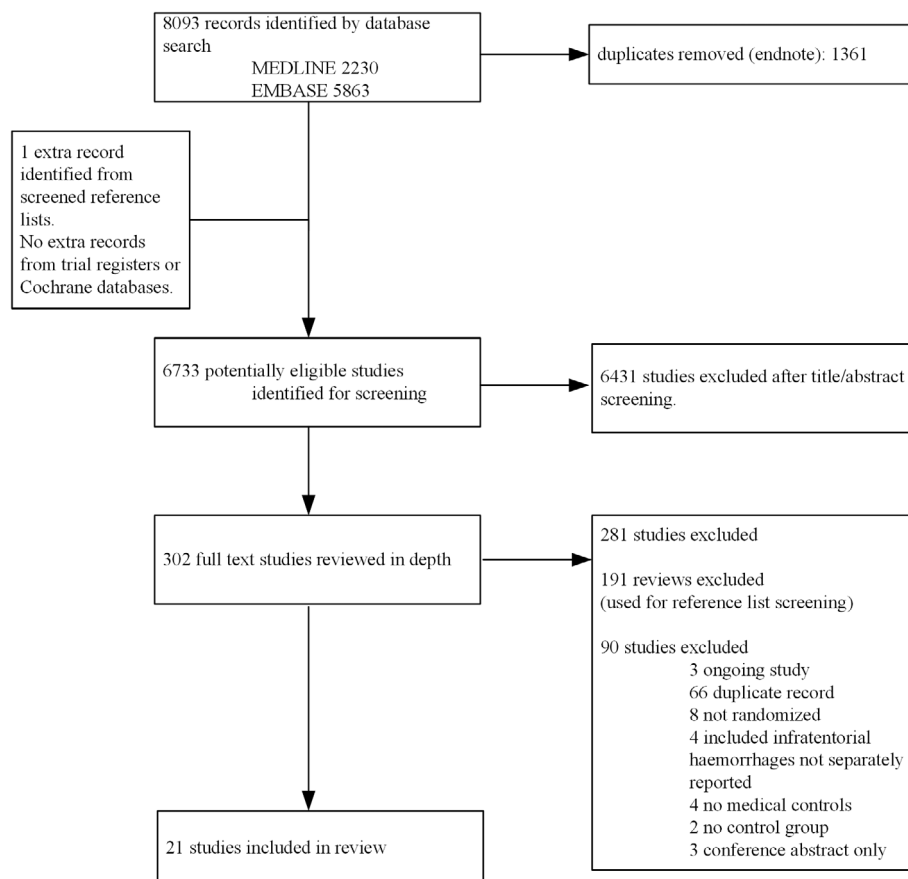 8093 records identified by database
search
MEDLINE 2230
EMBASE 5863
duplicates removed (endnote): 1361
1 extra record
identified from
screened reference
lists.
No extra records
from trial registers or
Cochrane databases.
6733 potentially eligible studies
identified for screening
6431 studies excluded after title/abstract
screening.
302 full text studies reviewed in depth
281 studies excluded
191 reviews excluded
(used for reference list screening)
90 studies excluded
3 ongoing study
66 duplicate record
8 not randomized
4 included infratentorial
haemorrhages not separately
reported
4 no medical controls
2 no control group
3 conference abstract only
21 studies included in review